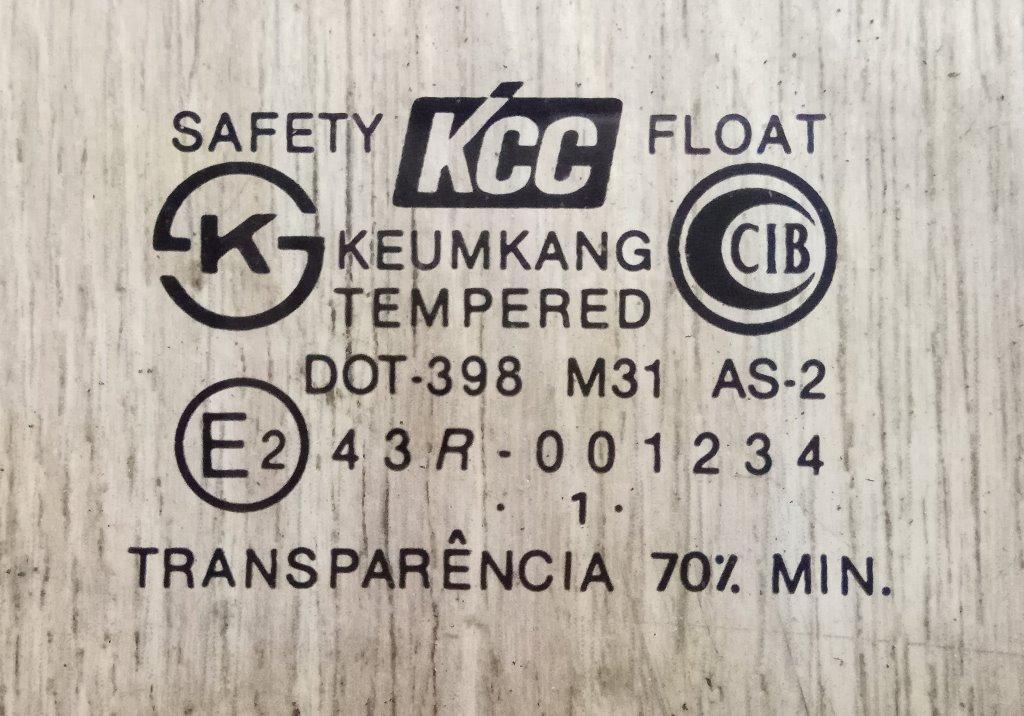 SAFETY KCC FLOAT
K KEUMKANG CIB
TEMPERED
DOT-398 M31 AS-2
E2 43R-001234
. 1 .
TRANSPARÊNCIA 70% MIN.